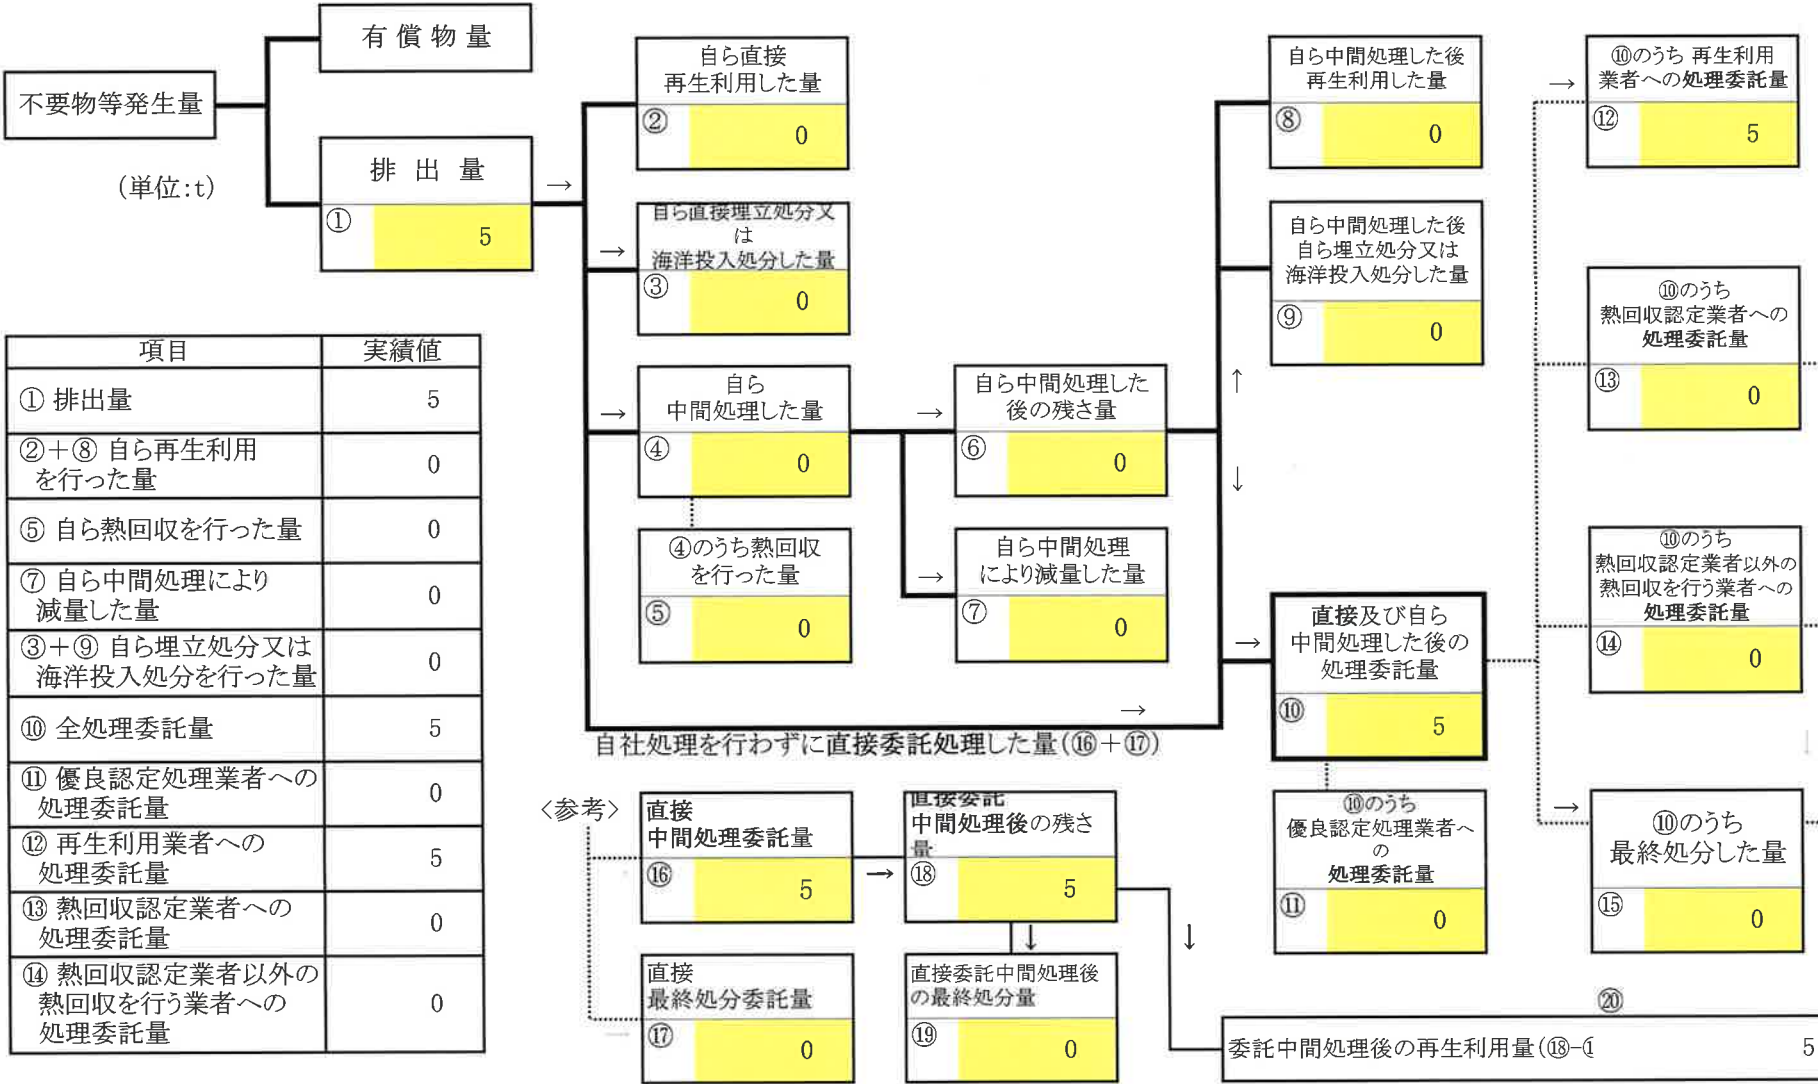 有償物量
不要物等発生量
(単位:t)
排出量
→
①
5
自ら直接
再生利用した量
②
0
→
自ら直接埋立処分又
は
海洋投入処分した量
③
0
→
自ら
中間処理した量
④
0
④のうち熱回収
を行った量
⑤
0
→
自ら中間処理した
後の残さ量
⑥
0
→
自ら中間処理
により減量した量
⑦
0
自ら中間処理した後
再生利用した量
⑧
0
自ら中間処理した後
自ら埋立処分又は
海洋投入処分した量
⑨
0
↑
↓
→
直接及び自ら
中間処理した後の
処理委託量
⑩
5
⑩のうち
優良認定処理業者へ
の
処理委託量
⑪
0
→
⑩のうち 再生利用
業者への処理委託量
⑫
5
⑩のうち
熱回収認定業者への
処理委託量
⑬
0
⑩のうち
熱回収認定業者以外の
熱回収を行う業者への
処理委託量
⑭
0
→
⑩のうち
最終処分した量
⑮
0
→
自社処理を行わずに直接委託処理した量(⑯+⑰)
<参考>
直接
中間処理委託量
⑯
5
→
直接委託
中間処理後の残さ
量
⑱
5
↓
↓
直接
最終処分委託量
⑰
0
直接委託中間処理後
の最終処分量
⑲
0
⑳
委託中間処理後の再生利用量(⑱-
5
項目 実績値
① 排出量 5
②+⑧ 自ら再生利用
を行った量 0
⑤ 自ら熱回収を行った量 0
⑦ 自ら中間処理により
減量した量 0
③+⑨ 自ら埋立処分又は
海洋投入処分を行った量 0
⑩ 全処理委託量 5
⑪ 優良認定処理業者への
処理委託量 0
⑫ 再生利用業者への
処理委託量 5
⑬ 熱回収認定業者への
処理委託量 0
⑭ 熱回収認定業者以外の
熱回収を行う業者への
処理委託量 0